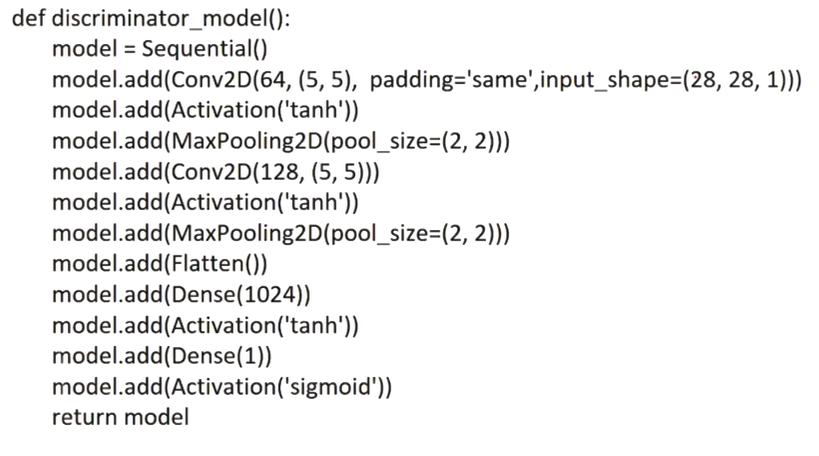 def discriminator_model():
    model = Sequential()
    model.add(Conv2D(64, (5, 5),  padding='same',input_shape=(28, 28, 1)))
    model.add(Activation('tanh'))
    model.add(MaxPooling2D(pool_size=(2, 2)))
    model.add(Conv2D(128, (5, 5)))
    model.add(Activation('tanh'))
    model.add(MaxPooling2D(pool_size=(2, 2)))
    model.add(Flatten())
    model.add(Dense(1024))
    model.add(Activation('tanh'))
    model.add(Dense(1))
    model.add(Activation('sigmoid'))
    return model